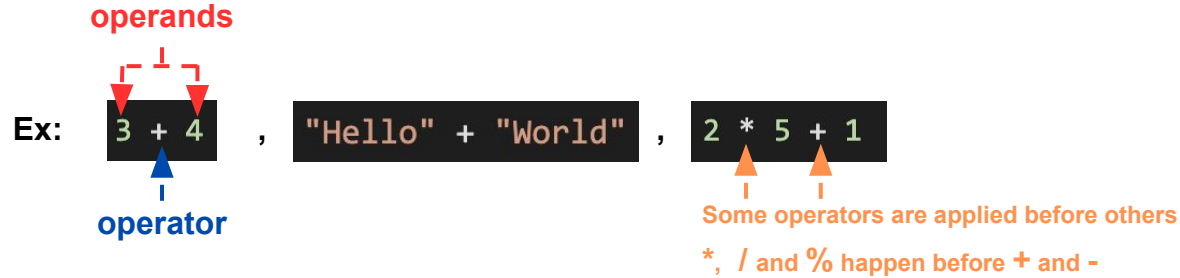 operands
Ex: 3 + 4 , "Hello" + "World" , 2 * 5 + 1
operator
Some operators are applied before others
*, / and % happen before + and -